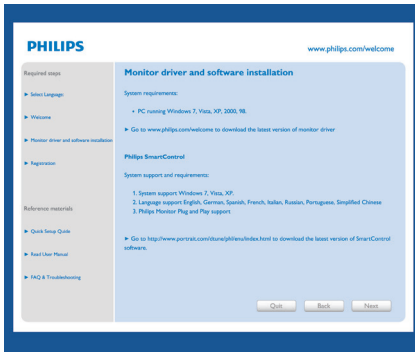 PHILIPS
www.philips.com/welcome
Required steps
Select Language:
Welcome
Monitor driver and software installation
Registration
Reference materials
Quick Setup Quide
Read User Manual
FAQ & Troubleshooting
Monitor driver and software installation
System requirements:
• PC running Windows 7, Vista, XP, 2000, 98.
Go to www.philips.com/welcome to download the latest version of monitor driver
Philips SmartControl
System support and requirements:
1. System support Windows 7, Vista, XP.
2. Language support English, German, Spanish, French, Italian, Russian, Portuguese, Simplified Chinese
3. Philips Monitor Plug and Play support
Go to http://www.portrait.com/dtune/phl/enu/index.html to download the latest version of SmartControl
software.
Quit
Back
Next